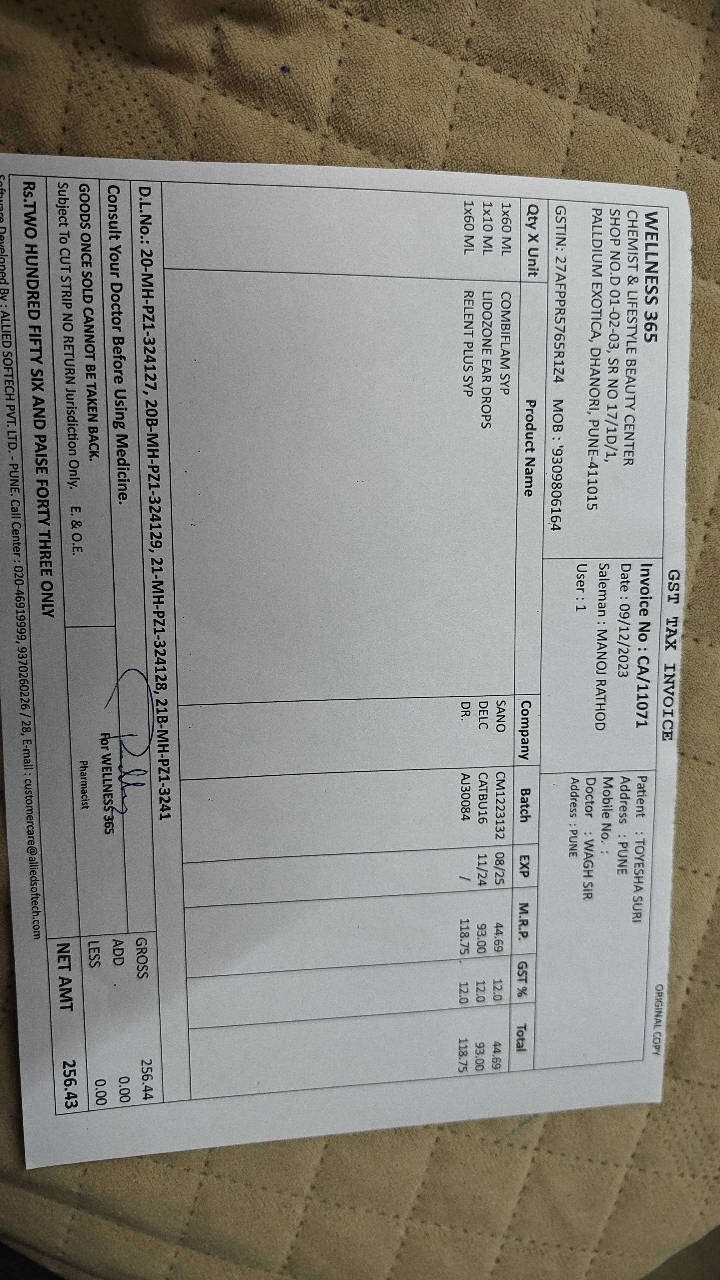 GST TAX INVOICE
ORIGINAL COPY
WELLNESS 365
CHEMIST & LIFESTYLE BEAUTY CENTER
SHOP NO.D 01-02-03, SR NO 17/1D/1,
PALLDIUM EXOTICA, DHANORI, PUNE-411015
GSTIN: 27AFPPR5765R1Z4 MOB : '9309806164
Invoice No : CA/11071
Date : 09/12/2023
Saleman : MANOJ RATHOD
User : 1
Patient : TOYESHA SURI
Address : PUNE
Mobile No. :
Doctor : WAGH SIR
Address : PUNE
Qty X Unit Product Name Company Batch EXP M.R.P. GST % Total
1x60 ML COMBIFLAM SYP SANO CM1223132 08/25 44.69 12.0 44.69
1x10 ML LIDOZONE EAR DROPS DELC CATBU16 11/24 93.00 12.0 93.00
1x60 ML RELENT PLUS SYP DR. AJ30084 / 118.75 12.0 118.75
D.L.No.: 20-MH-PZ1-324127, 20B-MH-PZ1-324129, 21-MH-PZ1-324128, 21B-MH-PZ1-3241
Consult Your Doctor Before Using Medicine.
GOODS ONCE SOLD CANNOT BE TAKEN BACK.
Subject To CUT STRIP NO RETURN Jurisdiction Only. E. & O.E.
For WELLNESS 365
Pharmacist
GROSS 256.44
ADD 0.00
LESS 0.00
NET AMT 256.43
Rs.TWO HUNDRED FIFTY SIX AND PAISE FORTY THREE ONLY
Software Developed By : ALLIED SOFTECH PVT. LTD. - PUNE. Call Center : 020-46919999, 9370260226 / 28, E-mail : customercare@alliedsoftech.com